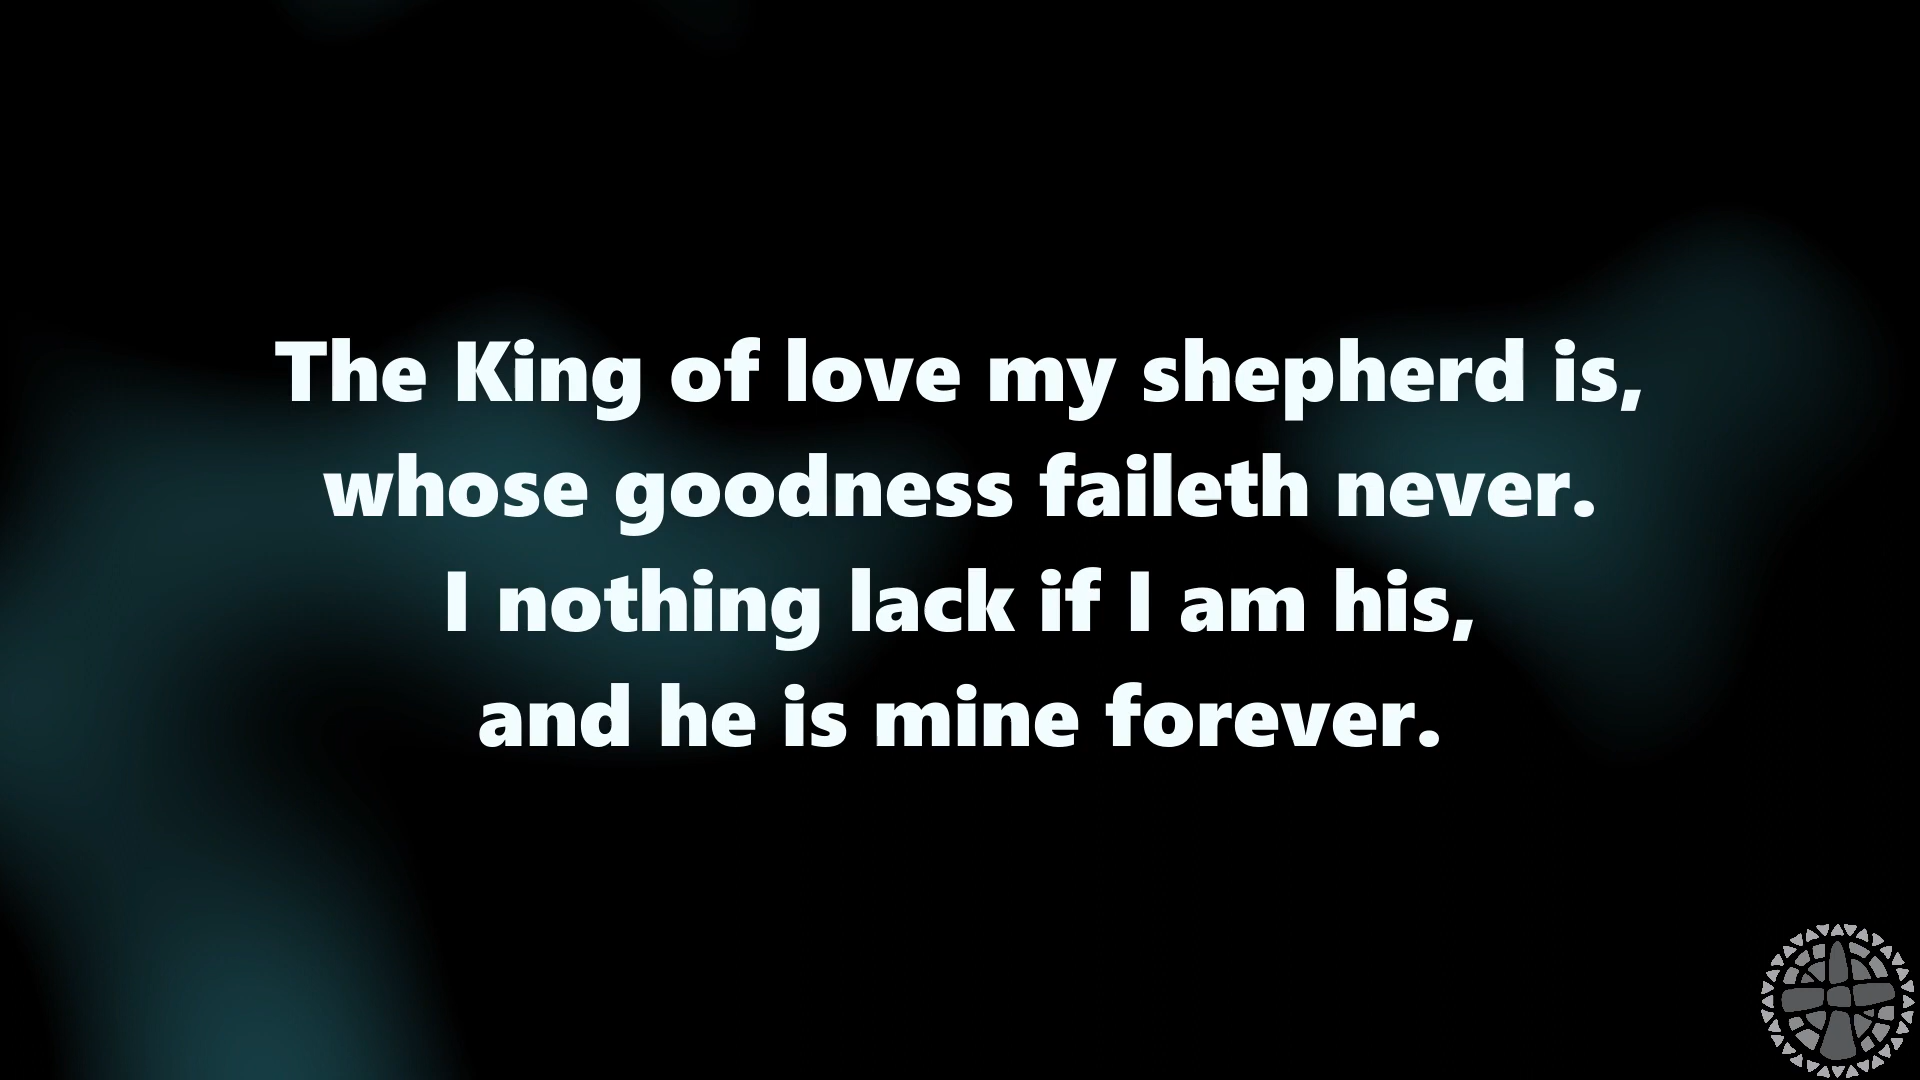 The King of love my shepherd is,
whose goodness faileth never.
I nothing lack if I am his,
and he is mine forever.